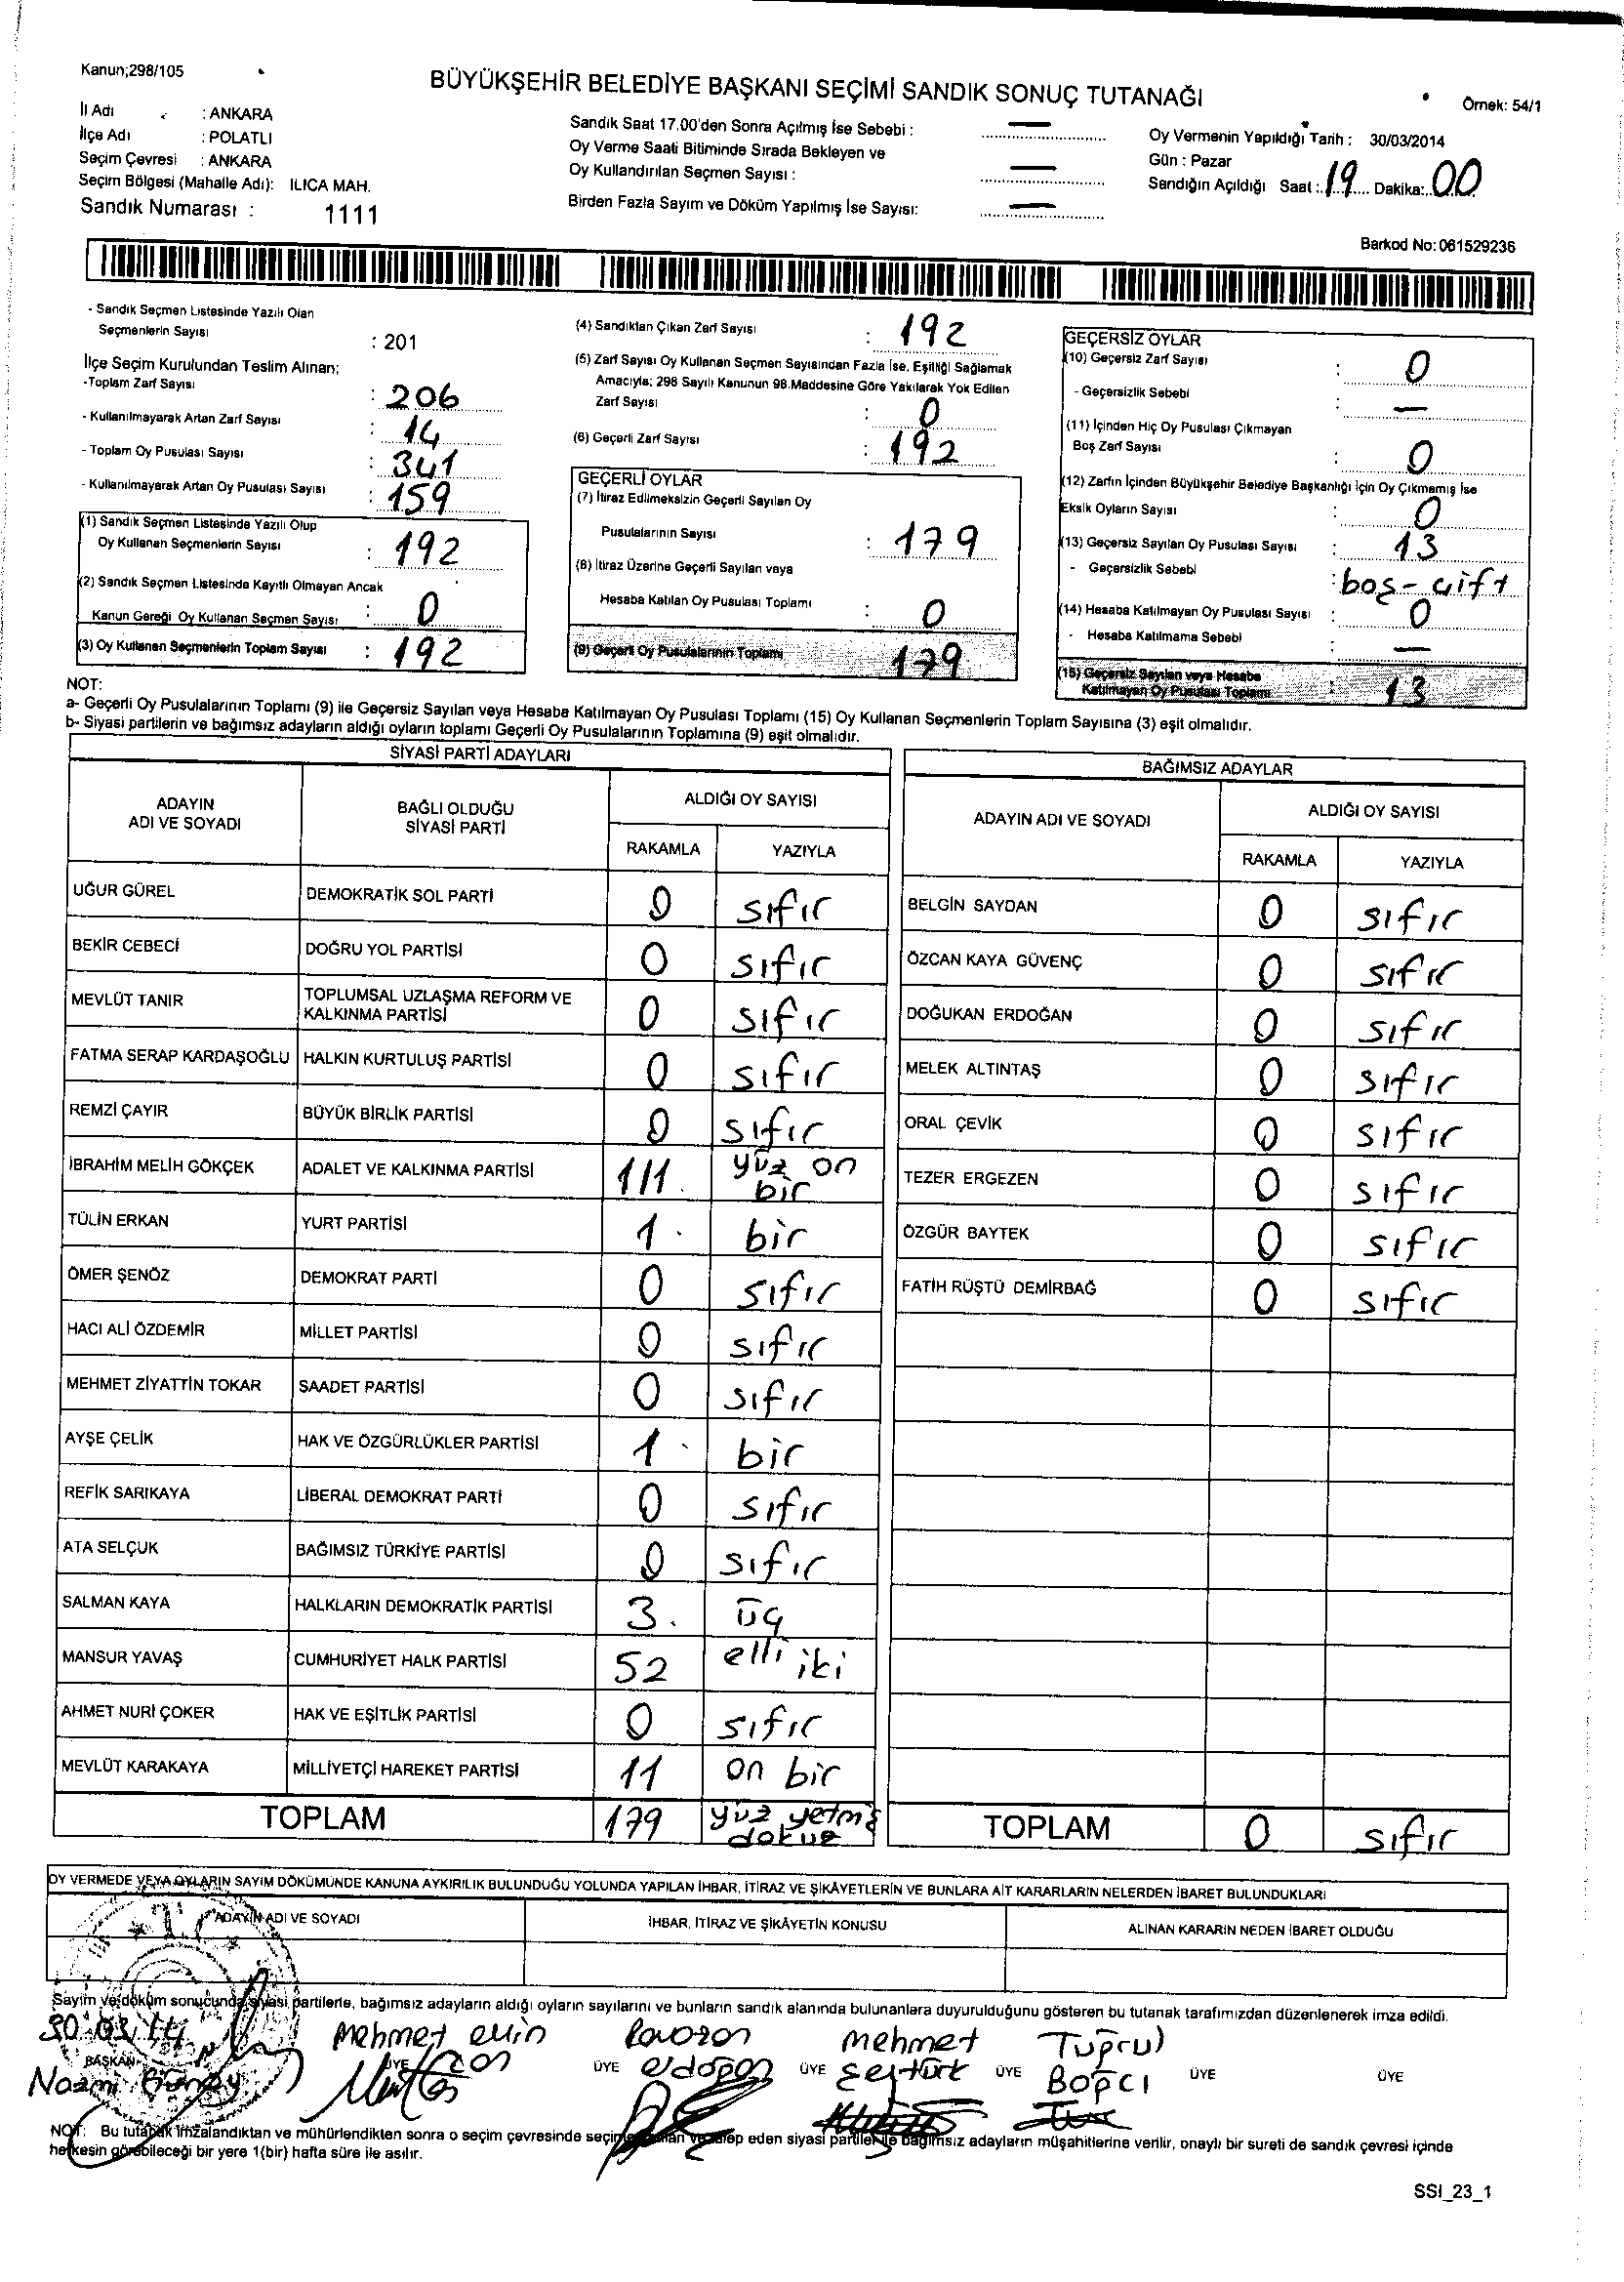 Kanun;298/105
BÜYÜKŞEHİR BELEDİYE BAŞKANI SEÇİMİ SANDIK SONUÇ TUTANAĞI
Örnek: 54/1
İl Adı : ANKARA
İlçe Adı : POLATLI
Seçim Çevresi : ANKARA
Seçim Bölgesi (Mahalle Adı): ILICA MAH.
Sandık Numarası : 1111
Sandık Saat 17.00'den Sonra Açılmış İse Sebebi : —
Oy Verme Saati Bitiminde Sırada Bekleyen ve
Oy Kullandırılan Seçmen Sayısı : —
Birden Fazla Sayım ve Döküm Yapılmış İse Sayısı: —
Oy Vermenin Yapıldığı Tarih : 30/03/2014
Gün : Pazar
Sandığın Açıldığı Saat :..19.... Dakika:..00.
Barkod No: 061529236
- Sandık Seçmen Listesinde Yazılı Olan
Seçmenlerin Sayısı : 201
İlçe Seçim Kurulundan Teslim Alınan;
-Toplam Zarf Sayısı : 206
- Kullanılmayarak Artan Zarf Sayısı : 14
- Toplam Oy Pusulası Sayısı : 341
- Kullanılmayarak Artan Oy Pusulası Sayısı : 159
(1) Sandık Seçmen Listesinde Yazılı Olup
Oy Kullanan Seçmenlerin Sayısı : 192
(2) Sandık Seçmen Listesinde Kayıtlı Olmayan Ancak
Kanun Gereği Oy Kullanan Seçmen Sayısı : 0
(3) Oy Kullanan Seçmenlerin Toplam Sayısı : 192
(4) Sandıktan Çıkan Zarf Sayısı : 192
(5) Zarf Sayısı Oy Kullanan Seçmen Sayısından Fazla İse, Eşitliği Sağlamak
Amacıyla; 298 Sayılı Kanunun 98.Maddesine Göre Yakılarak Yok Edilen
Zarf Sayısı : 0
(6) Geçerli Zarf Sayısı : 192
GEÇERLİ OYLAR
(7) İtiraz Edilmeksizin Geçerli Sayılan Oy
Pusulalarının Sayısı : 179
(8) İtiraz Üzerine Geçerli Sayılan veya
Hesaba Katılan Oy Pusulası Toplamı : 0
(9) Geçerli Oy Pusulalarının Toplamı 179
GEÇERSİZ OYLAR
(10) Geçersiz Zarf Sayısı : 0
- Geçersizlik Sebebi : —
(11) İçinden Hiç Oy Pusulası Çıkmayan
Boş Zarf Sayısı : 0
(12) Zarfın İçinden Büyükşehir Belediye Başkanlığı İçin Oy Çıkmamış İse
Eksik Oyların Sayısı : 0
(13) Geçersiz Sayılan Oy Pusulası Sayısı : 13
- Geçersizlik Sebebi : boş - çift
(14) Hesaba Katılmayan Oy Pusulası Sayısı : 0
- Hesaba Katılmama Sebebi : —
(15) Geçersiz Sayılan veya Hesaba
Katılmayan Oy Pusulası Toplamı : 13
NOT:
a- Geçerli Oy Pusulalarının Toplamı (9) ile Geçersiz Sayılan veya Hesaba Katılmayan Oy Pusulası Toplamı (15) Oy Kullanan Seçmenlerin Toplam Sayısına (3) eşit olmalıdır.
b- Siyasi partilerin ve bağımsız adayların aldığı oyların toplamı Geçerli Oy Pusulalarının Toplamına (9) eşit olmalıdır.
SİYASİ PARTİ ADAYLARI
ADAYIN ADI VE SOYADI
BAĞLI OLDUĞU SİYASİ PARTİ
ALDIĞI OY SAYISI
RAKAMLA YAZIYLA
UĞUR GÜREL DEMOKRATİK SOL PARTİ 0 sıfır
BEKİR CEBECİ DOĞRU YOL PARTİSİ 0 sıfır
MEVLÜT TANIR TOPLUMSAL UZLAŞMA REFORM VE KALKINMA PARTİSİ 0 sıfır
FATMA SERAP KARDAŞOĞLU HALKIN KURTULUŞ PARTİSİ 0 sıfır
REMZİ ÇAYIR BÜYÜK BİRLİK PARTİSİ 0 sıfır
İBRAHİM MELİH GÖKÇEK ADALET VE KALKINMA PARTİSİ 111. yüz on bir
TÜLİN ERKAN YURT PARTİSİ 1. bir
ÖMER ŞENÖZ DEMOKRAT PARTİ 0 sıfır
HACI ALİ ÖZDEMİR MİLLET PARTİSİ 0 sıfır
MEHMET ZİYATTİN TOKAR SAADET PARTİSİ 0 sıfır
AYŞE ÇELİK HAK VE ÖZGÜRLÜKLER PARTİSİ 1. bir
REFİK SARIKAYA LİBERAL DEMOKRAT PARTİ 0 sıfır
ATA SELÇUK BAĞIMSIZ TÜRKİYE PARTİSİ 0 sıfır
SALMAN KAYA HALKLARIN DEMOKRATİK PARTİSİ 3. üç
MANSUR YAVAŞ CUMHURİYET HALK PARTİSİ 52 elli iki
AHMET NURİ ÇOKER HAK VE EŞİTLİK PARTİSİ 0 sıfır
MEVLÜT KARAKAYA MİLLİYETÇİ HAREKET PARTİSİ 11 on bir
TOPLAM 179 yüz yetmiş dokuz
BAĞIMSIZ ADAYLAR
ADAYIN ADI VE SOYADI
ALDIĞI OY SAYISI
RAKAMLA YAZIYLA
BELGİN SAYDAN 0 sıfır
ÖZCAN KAYA GÜVENÇ 0 sıfır
DOĞUKAN ERDOĞAN 0 sıfır
MELEK ALTINTAŞ 0 sıfır
ORAL ÇEVİK 0 sıfır
TEZER ERGEZEN 0 sıfır
ÖZGÜR BAYTEK 0 sıfır
FATİH RÜŞTÜ DEMİRBAĞ 0 sıfır
TOPLAM 0 sıfır
OY VERMEDE VEYA OYLARIN SAYIM DÖKÜMÜNDE KANUNA AYKIRILIK BULUNDUĞU YOLUNDA YAPILAN İHBAR, İTİRAZ VE ŞİKÂYETLERİN VE BUNLARA AİT KARARLARIN NELERDEN İBARET BULUNDUKLARI
ADAYIN ADI VE SOYADI
İHBAR, İTİRAZ VE ŞİKÂYETİN KONUSU
ALINAN KARARIN NEDEN İBARET OLDUĞU
Sayım ve döküm sonucunda siyasi partilerle, bağımsız adayların aldığı oyların sayılarını ve bunların sandık alanında bulunanlara duyurulduğunu gösteren bu tutanak tarafımızdan düzenlenerek imza edildi.
30.03.14 Mehmet emin Ramazan mehmet Tuğrul
BAŞKAN ÜYE ÜYE erdoğan ÜYE Sertürk ÜYE Boğcı ÜYE ÜYE
Nazmi
NOT: Bu tutanak imzalandıktan ve mühürlendikten sonra o seçim çevresinde seçime katılan ve talep eden siyasi partiler ile bağımsız adayların müşahitlerine verilir, onaylı bir sureti de sandık çevresi içinde
herkesin görebileceği bir yere 1(bir) hafta süre ile asılır.
SSI_23_1